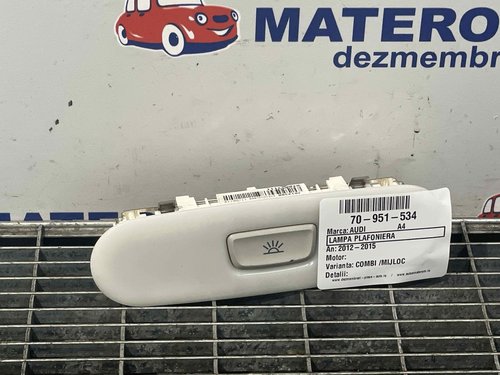 MATERO
dezmembr
70-951-534
Marca: AUDI A4
LAMPA PLAFONIERA
An: 2012-2015
Motor:
Varianta: COMBI /MIJLOC
Detalii: